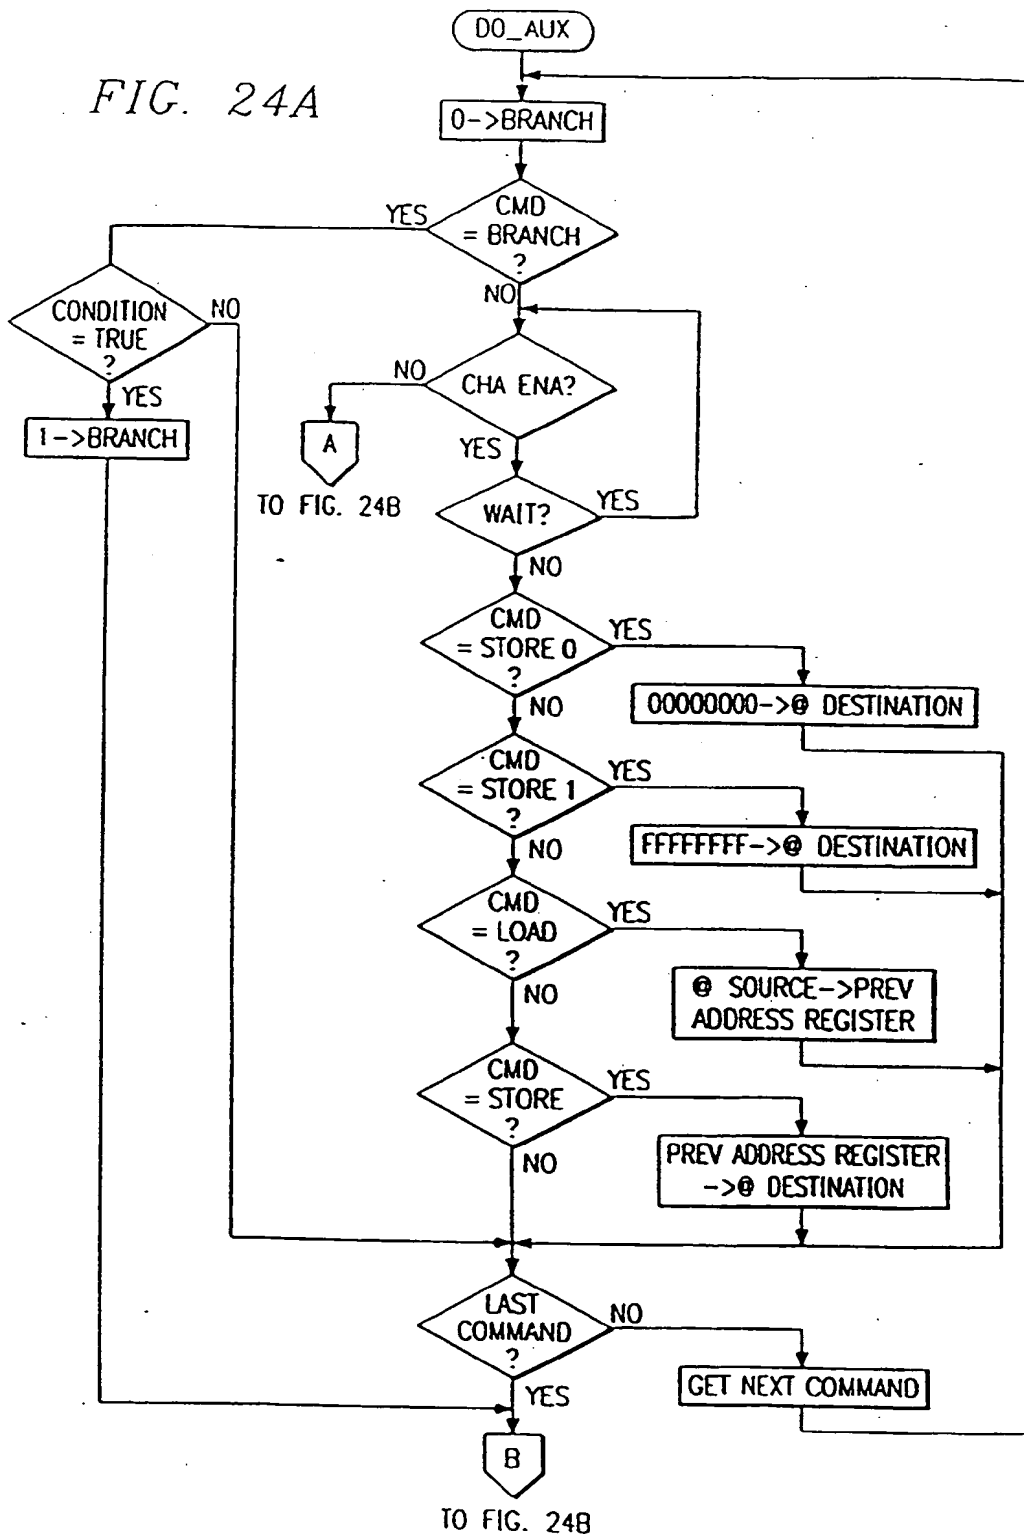 DO_AUX
FIG. 24A
0->BRANCH
CMD
= BRANCH
?
YES
NO
CONDITION
= TRUE
?
NO
YES
1->BRANCH
CHA ENA?
NO
YES
A
TO FIG. 24B
WAIT?
YES
NO
CMD
= STORE 0
?
YES
NO
00000000->@ DESTINATION
CMD
= STORE 1
?
YES
NO
FFFFFFFF->@ DESTINATION
CMD
= LOAD
?
YES
NO
@ SOURCE->PREV
ADDRESS REGISTER
CMD
= STORE
?
YES
NO
PREV ADDRESS REGISTER
->@ DESTINATION
LAST
COMMAND
?
NO
YES
GET NEXT COMMAND
B
TO FIG. 24B